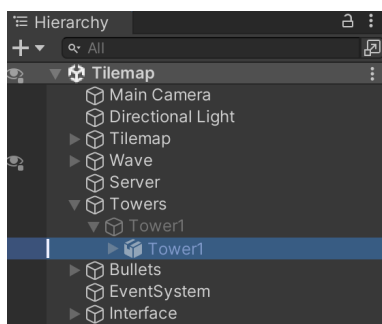 Hierarchy
All
Tilemap
Main Camera
Directional Light
Tilemap
Wave
Server
Towers
Tower1
Tower1
Bullets
EventSystem
Interface